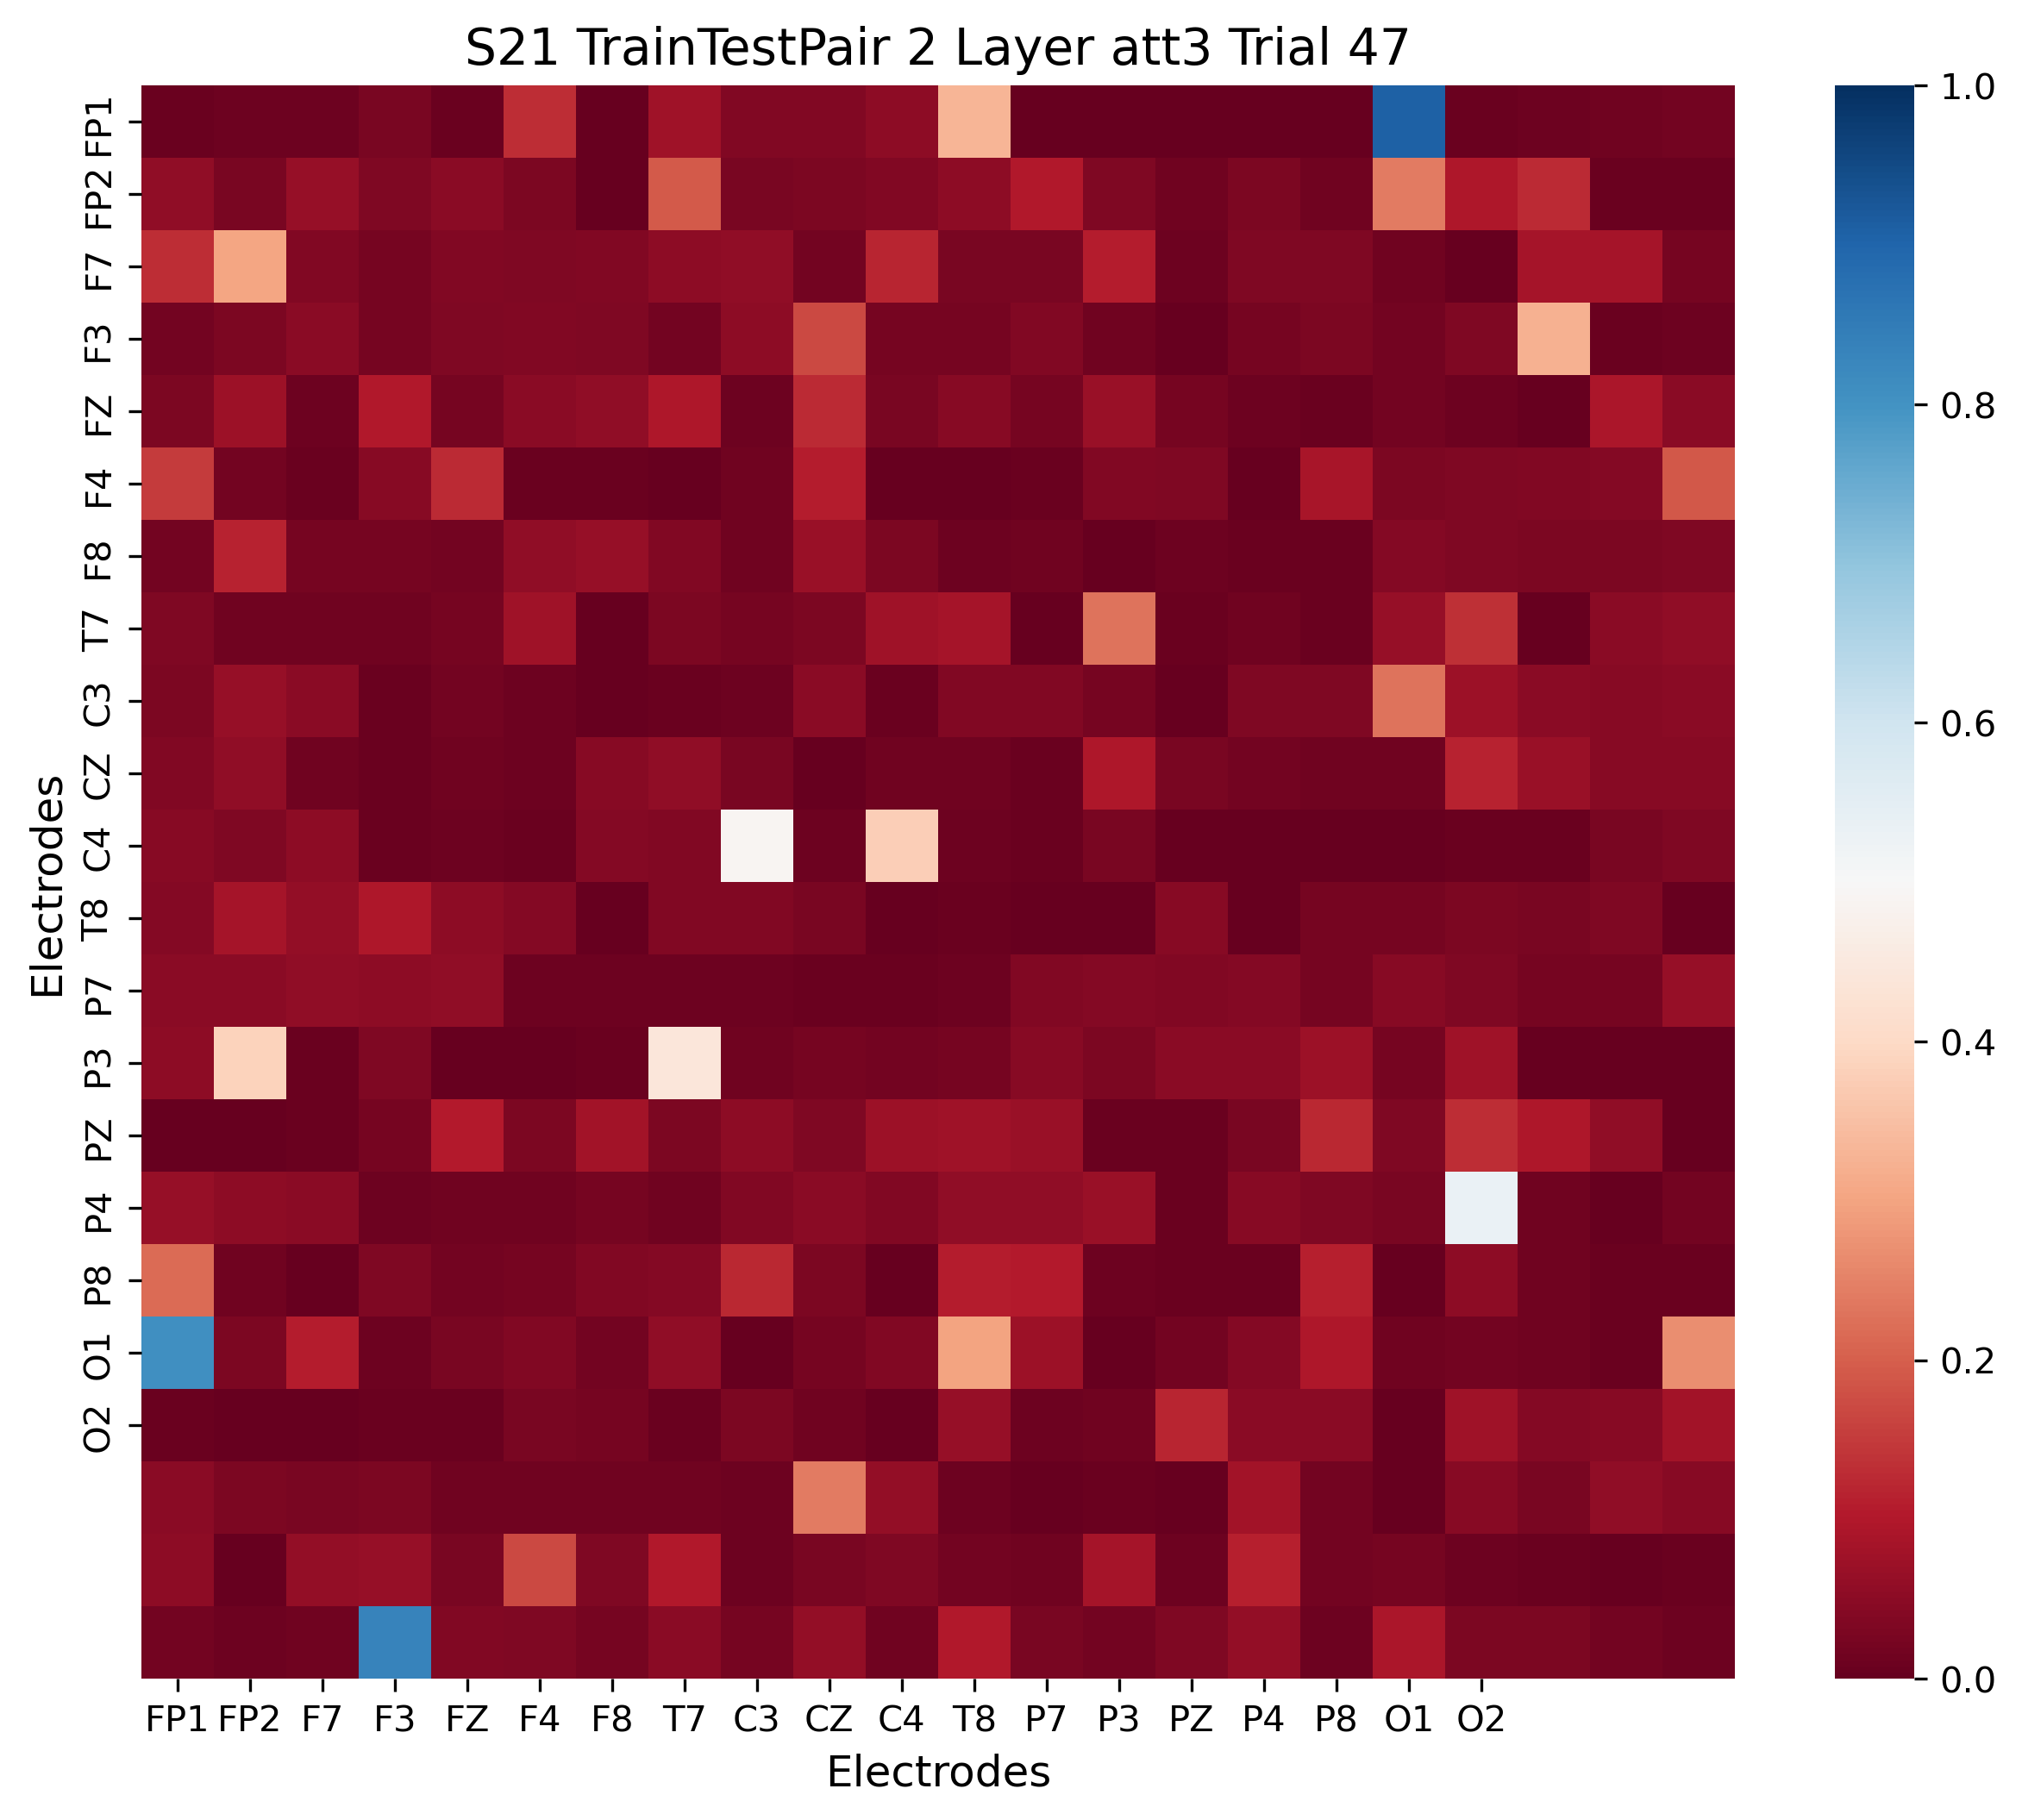 S21 TrainTestPair 2 Layer att3 Trial 47
Electrodes
FP1
FP2
F7
F3
FZ
F4
F8
T7
C3
CZ
C4
T8
P7
P3
PZ
P4
P8
O1
O2
1.0
0.8
0.6
0.4
0.2
0.0
FP1 FP2 F7 F3 FZ F4 F8 T7 C3 CZ C4 T8 P7 P3 PZ P4 P8 O1 O2
Electrodes